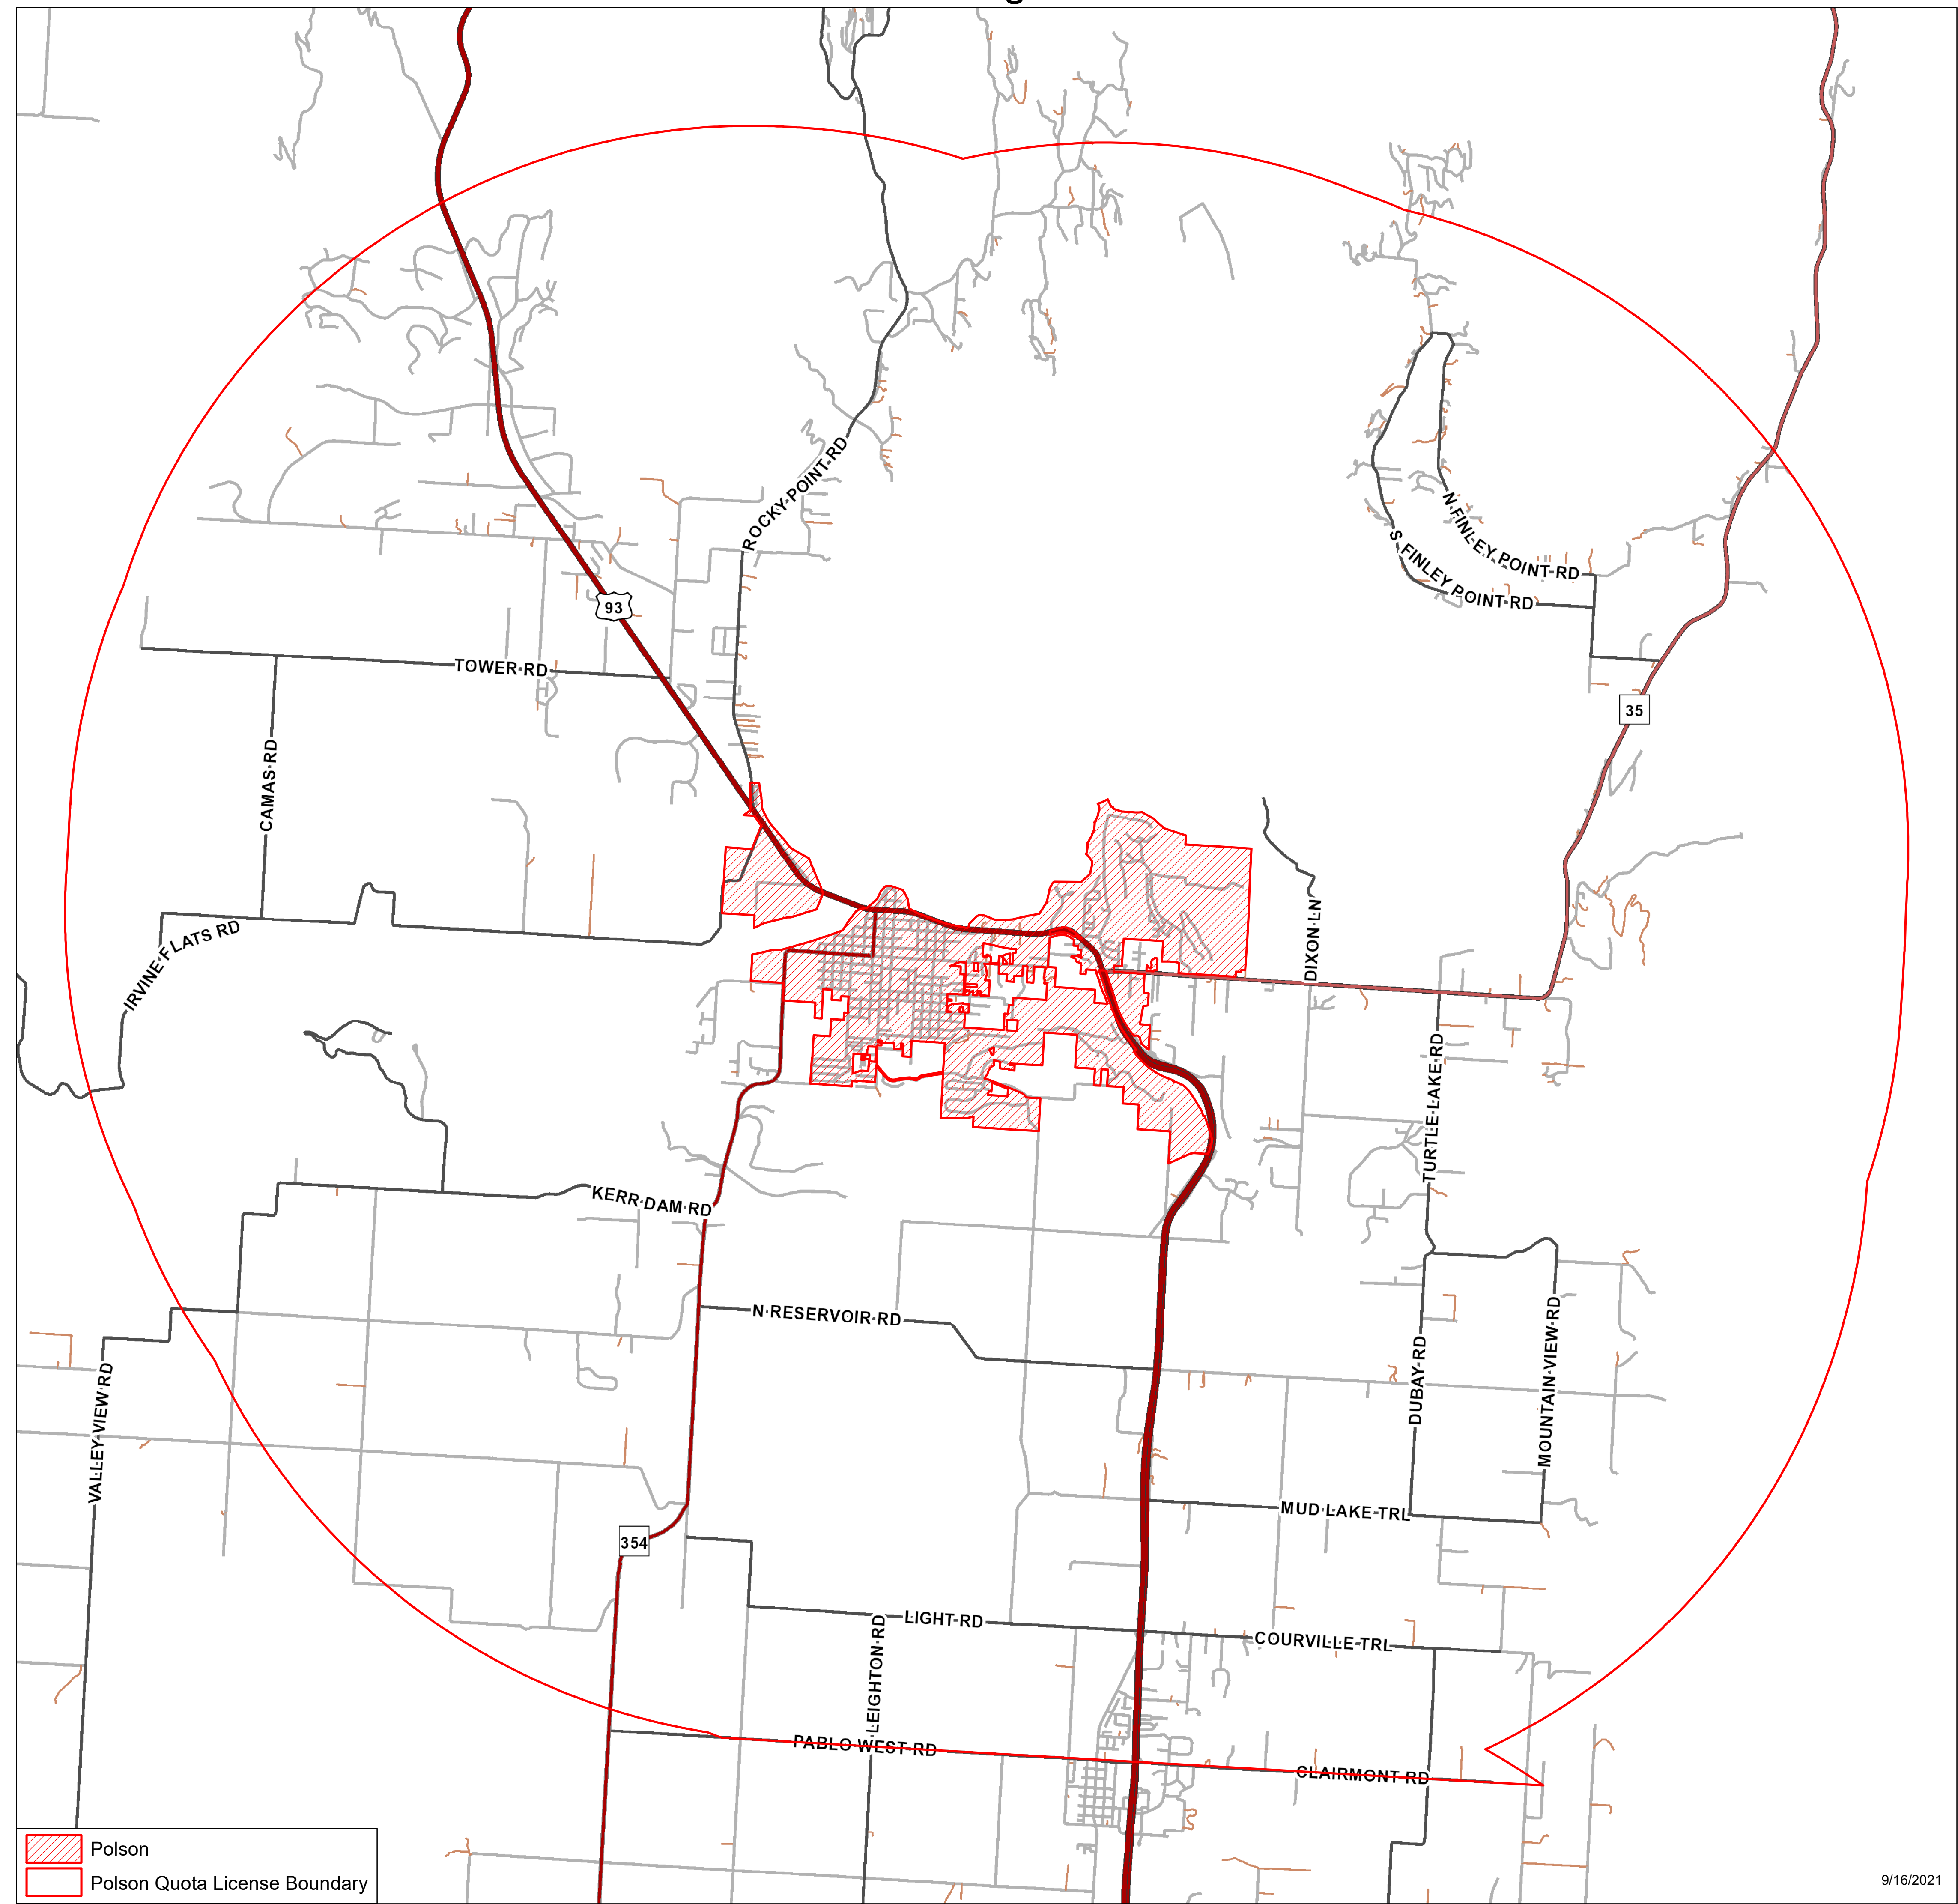 ROCKY POINT RD
N FINLEY POINT RD
S FINLEY POINT RD
93
TOWER RD
35
CAMAS RD
IRVINE FLATS RD
DIXON LN
TURTLE LAKE RD
KERR DAM RD
N RESERVOIR RD
DUBAY RD
MOUNTAIN VIEW RD
VALLEY VIEW RD
MUD LAKE TRL
354
LIGHT RD
LEIGHTON RD
COURVILLE TRL
PABLO WEST RD
CLAIRMONT RD
Polson
Polson Quota License Boundary
9/16/2021